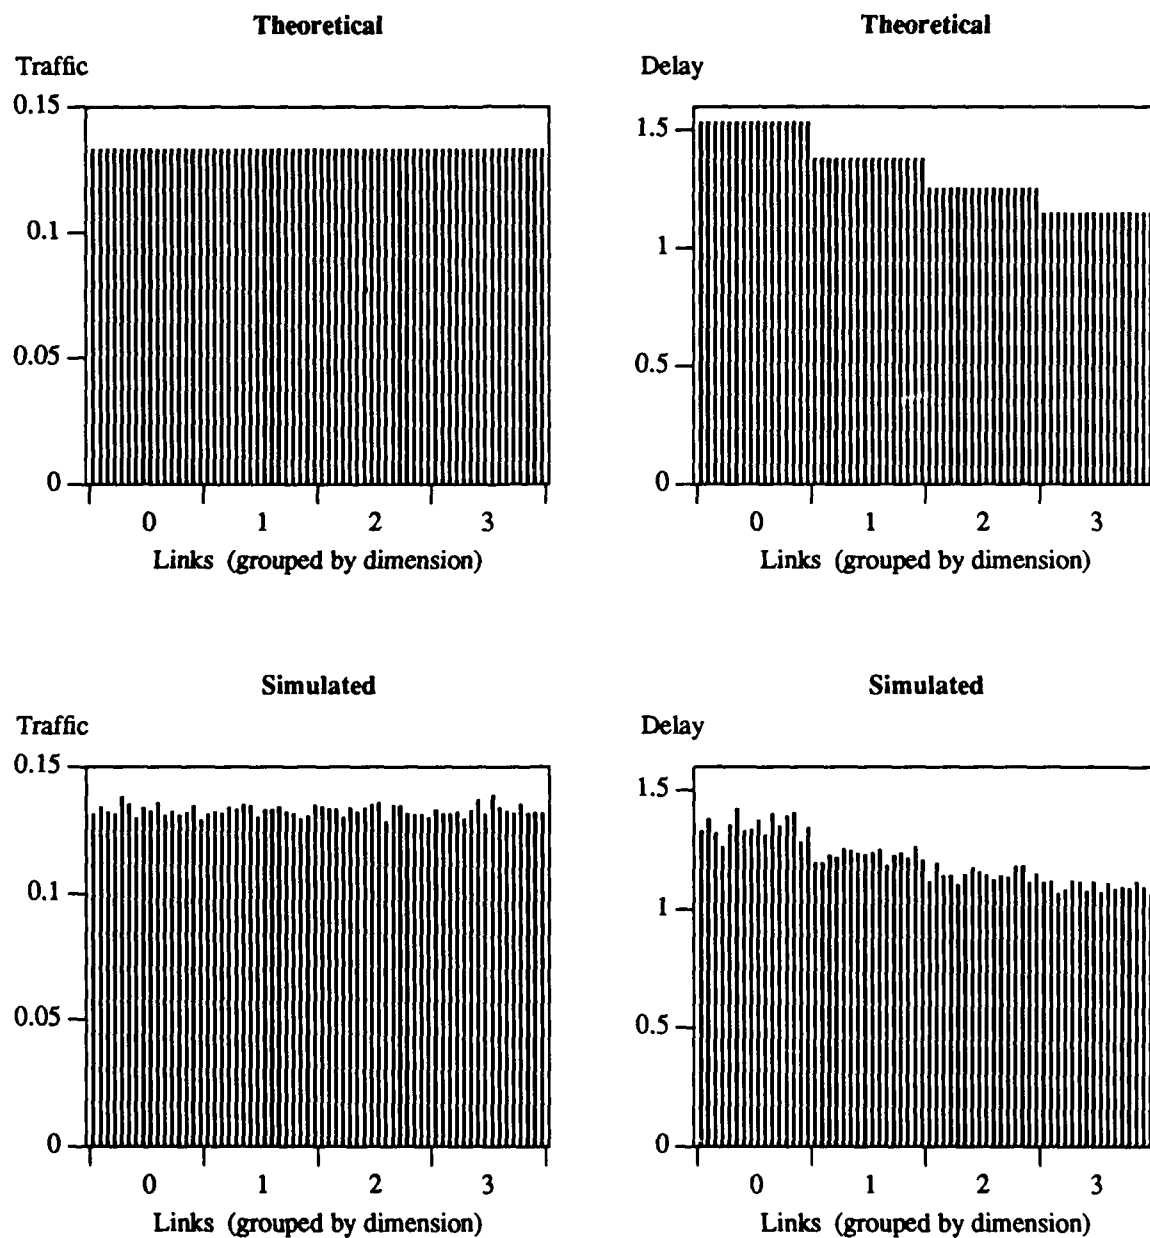 Theoretical
Traffic
0.15
0.1
0.05
0
0 1 2 3
Links (grouped by dimension)
Theoretical
Delay
1.5
1
0.5
0
0 1 2 3
Links (grouped by dimension)
Simulated
Traffic
0.15
0.1
0.05
0
0 1 2 3
Links (grouped by dimension)
Simulated
Delay
1.5
1
0.5
0
0 1 2 3
Links (grouped by dimension)